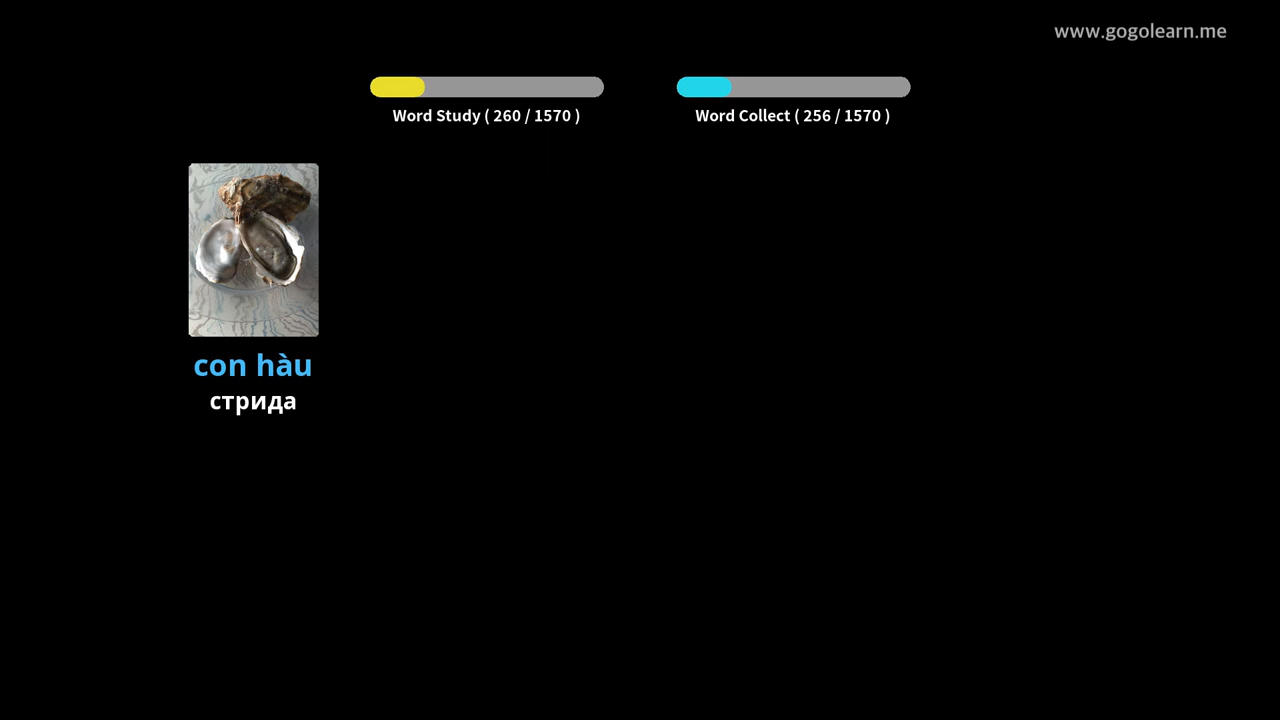 www.gogolearn.me
Word Study ( 260 / 1570 )
Word Collect ( 256 / 1570 )
con hàu
стрида